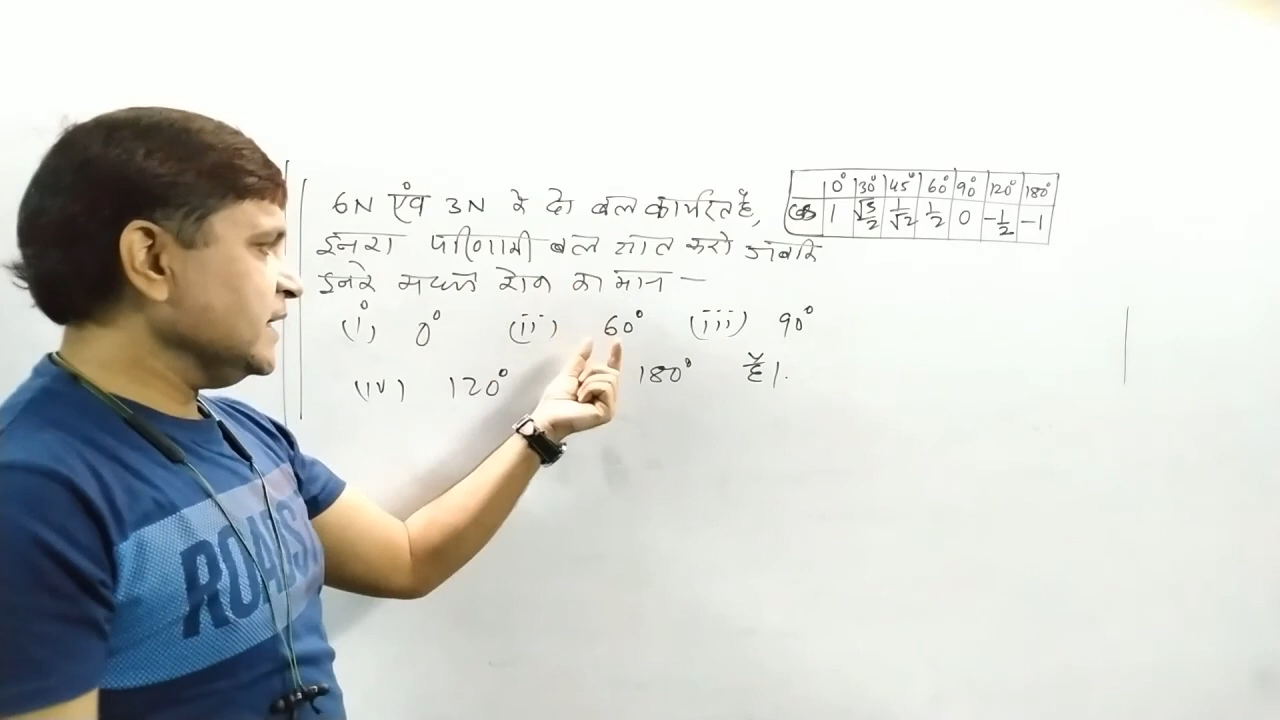 6N एंव 3N के दो बल कार्यरत है,
इनका परिणामी बल ज्ञात करो जबकि
इनके मध्य कोण का मान —
(i) 0° (ii) 60° (iii) 90°
(iv) 120° 180° है।
0° 30° 45° 60° 90° 120° 180°
Cos 1 √3/2 1/√2 1/2 0 -1/2 -1